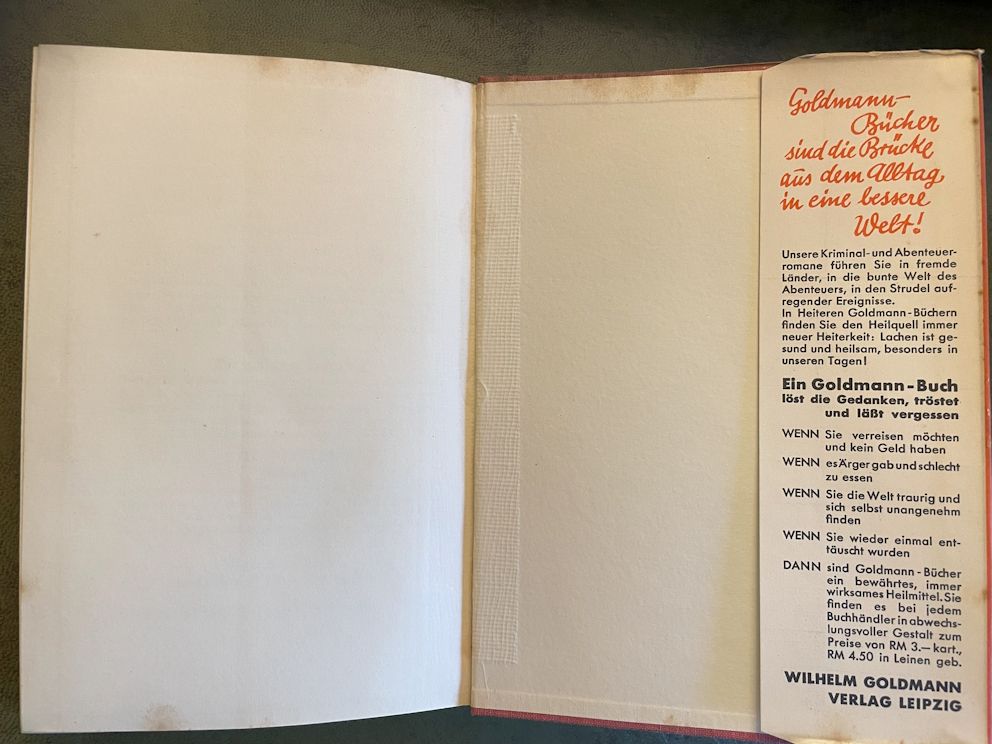 Goldmann-
Bücher
sind die Brücke
aus dem Alltag
in eine bessere
Welt!
Unsere Kriminal- und Abenteuer-
romane führen Sie in fremde
Länder, in die bunte Welt des
Abenteuers, in den Strudel auf-
regender Ereignisse.
In Heiteren Goldmann-Büchern
finden Sie den Heilquell immer
neuer Heiterkeit: Lachen ist ge-
sund und heilsam, besonders in
unseren Tagen!
Ein Goldmann-Buch
löst die Gedanken, tröstet
und läßt vergessen
WENN Sie verreisen möchten
und kein Geld haben
WENN es Ärger gab und schlecht
zu essen
WENN Sie die Welt traurig und
sich selbst unangenehm
finden
WENN Sie wieder einmal ent-
täuscht wurden
DANN sind Goldmann-Bücher
ein bewährtes, immer
wirksames Heilmittel. Sie
finden es bei jedem
Buchhändler in abwechs-
lungsvoller Gestalt zum
Preise von RM 3.— kart.,
RM 4.50 in Leinen geb.
WILHELM GOLDMANN
VERLAG LEIPZIG